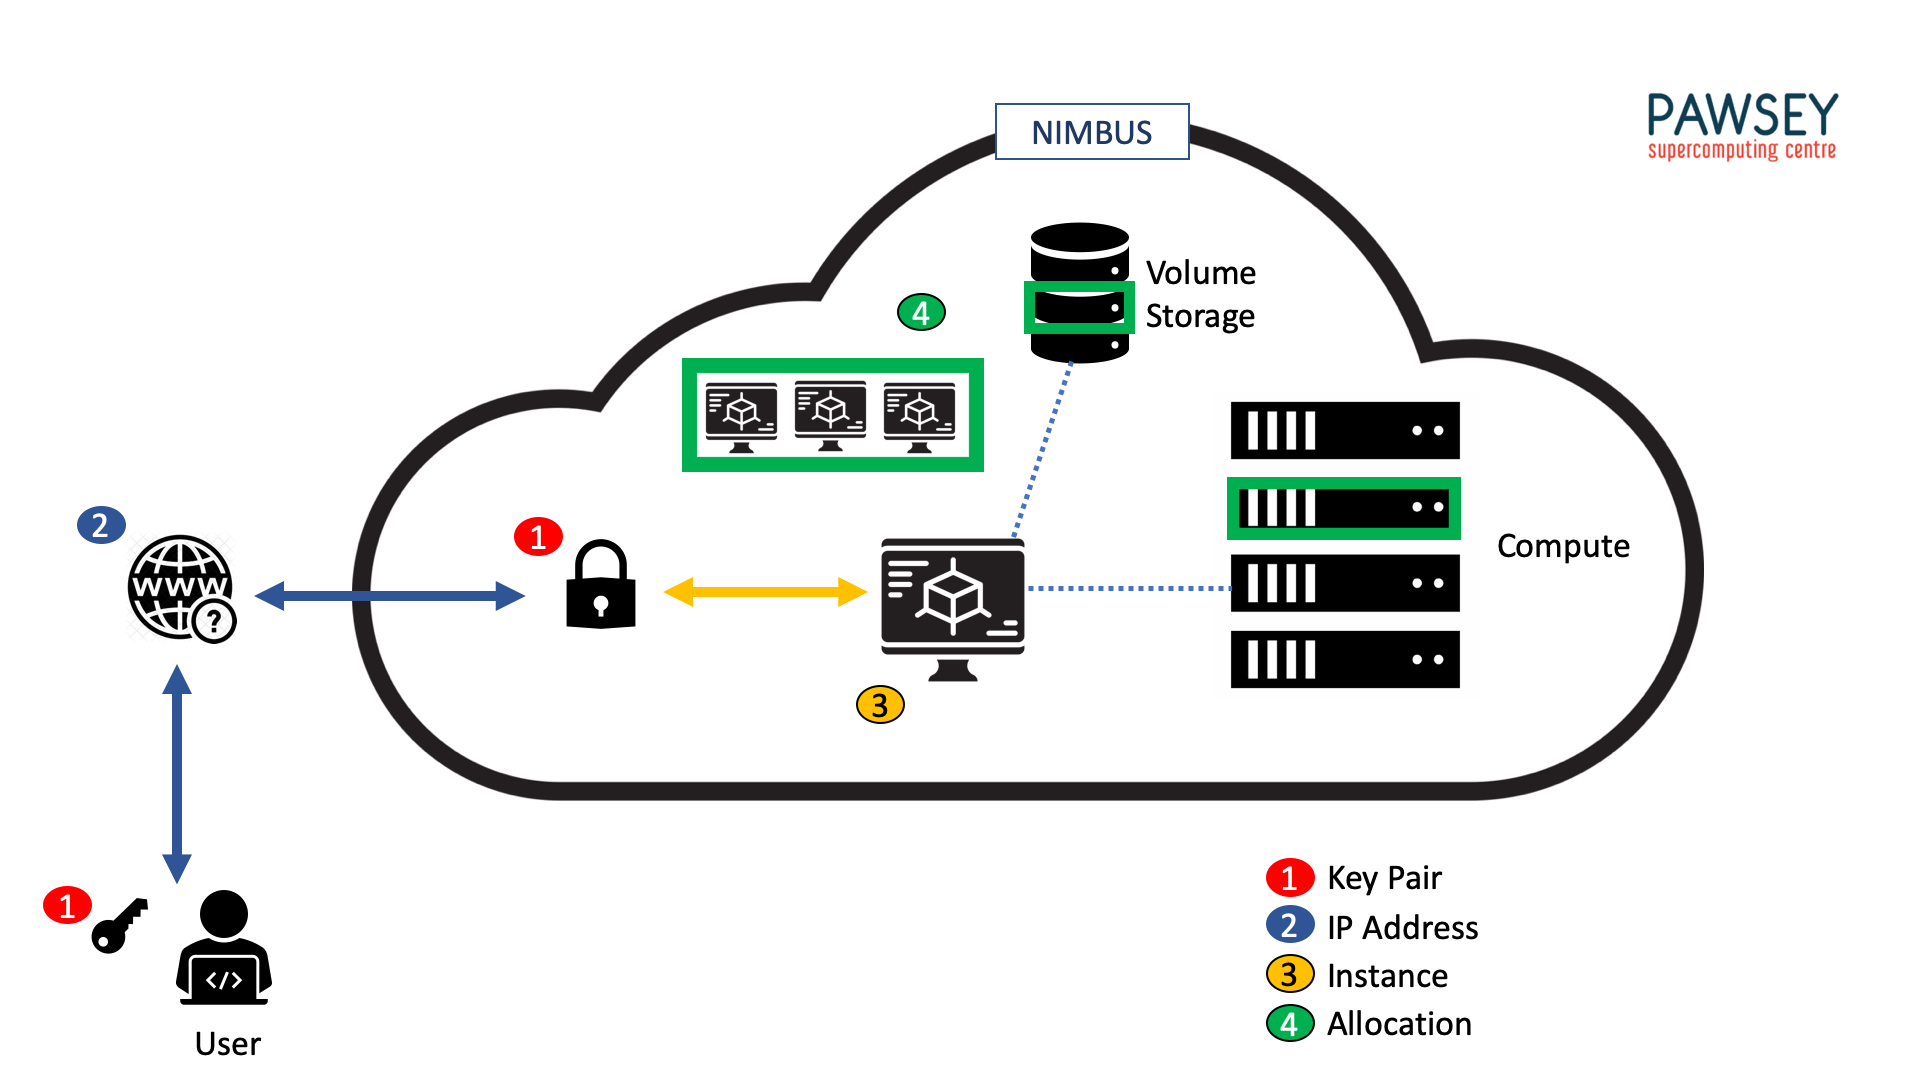 NIMBUS
PAWSEY
supercomputing centre
Volume
Storage
4
2
WWW
?
1
Compute
3
1
</>
User
1 Key Pair
2 IP Address
3 Instance
4 Allocation